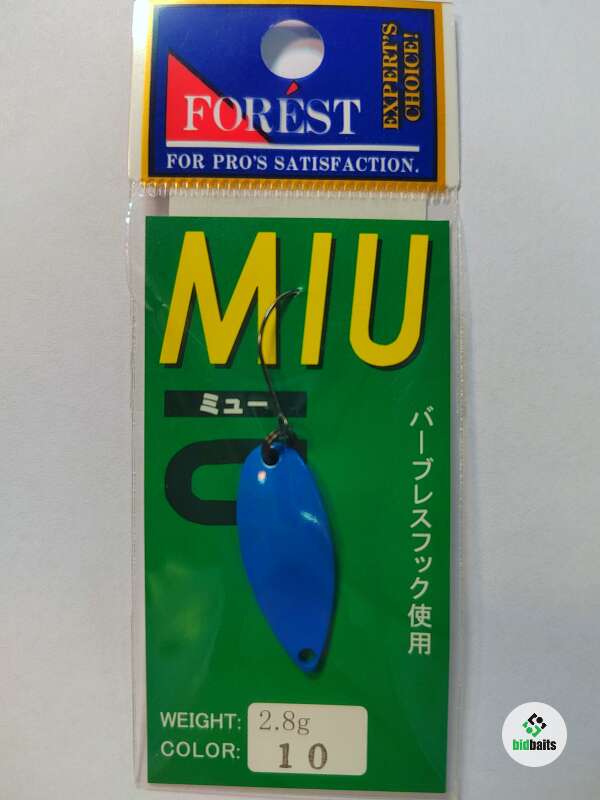 FORÉST
EXPERT'S
CHOICE!
FOR PRO'S SATISFACTION.
MIU
ミュー
バーブレスフック使用
WEIGHT: 2.8g
COLOR: 10
bidbaits